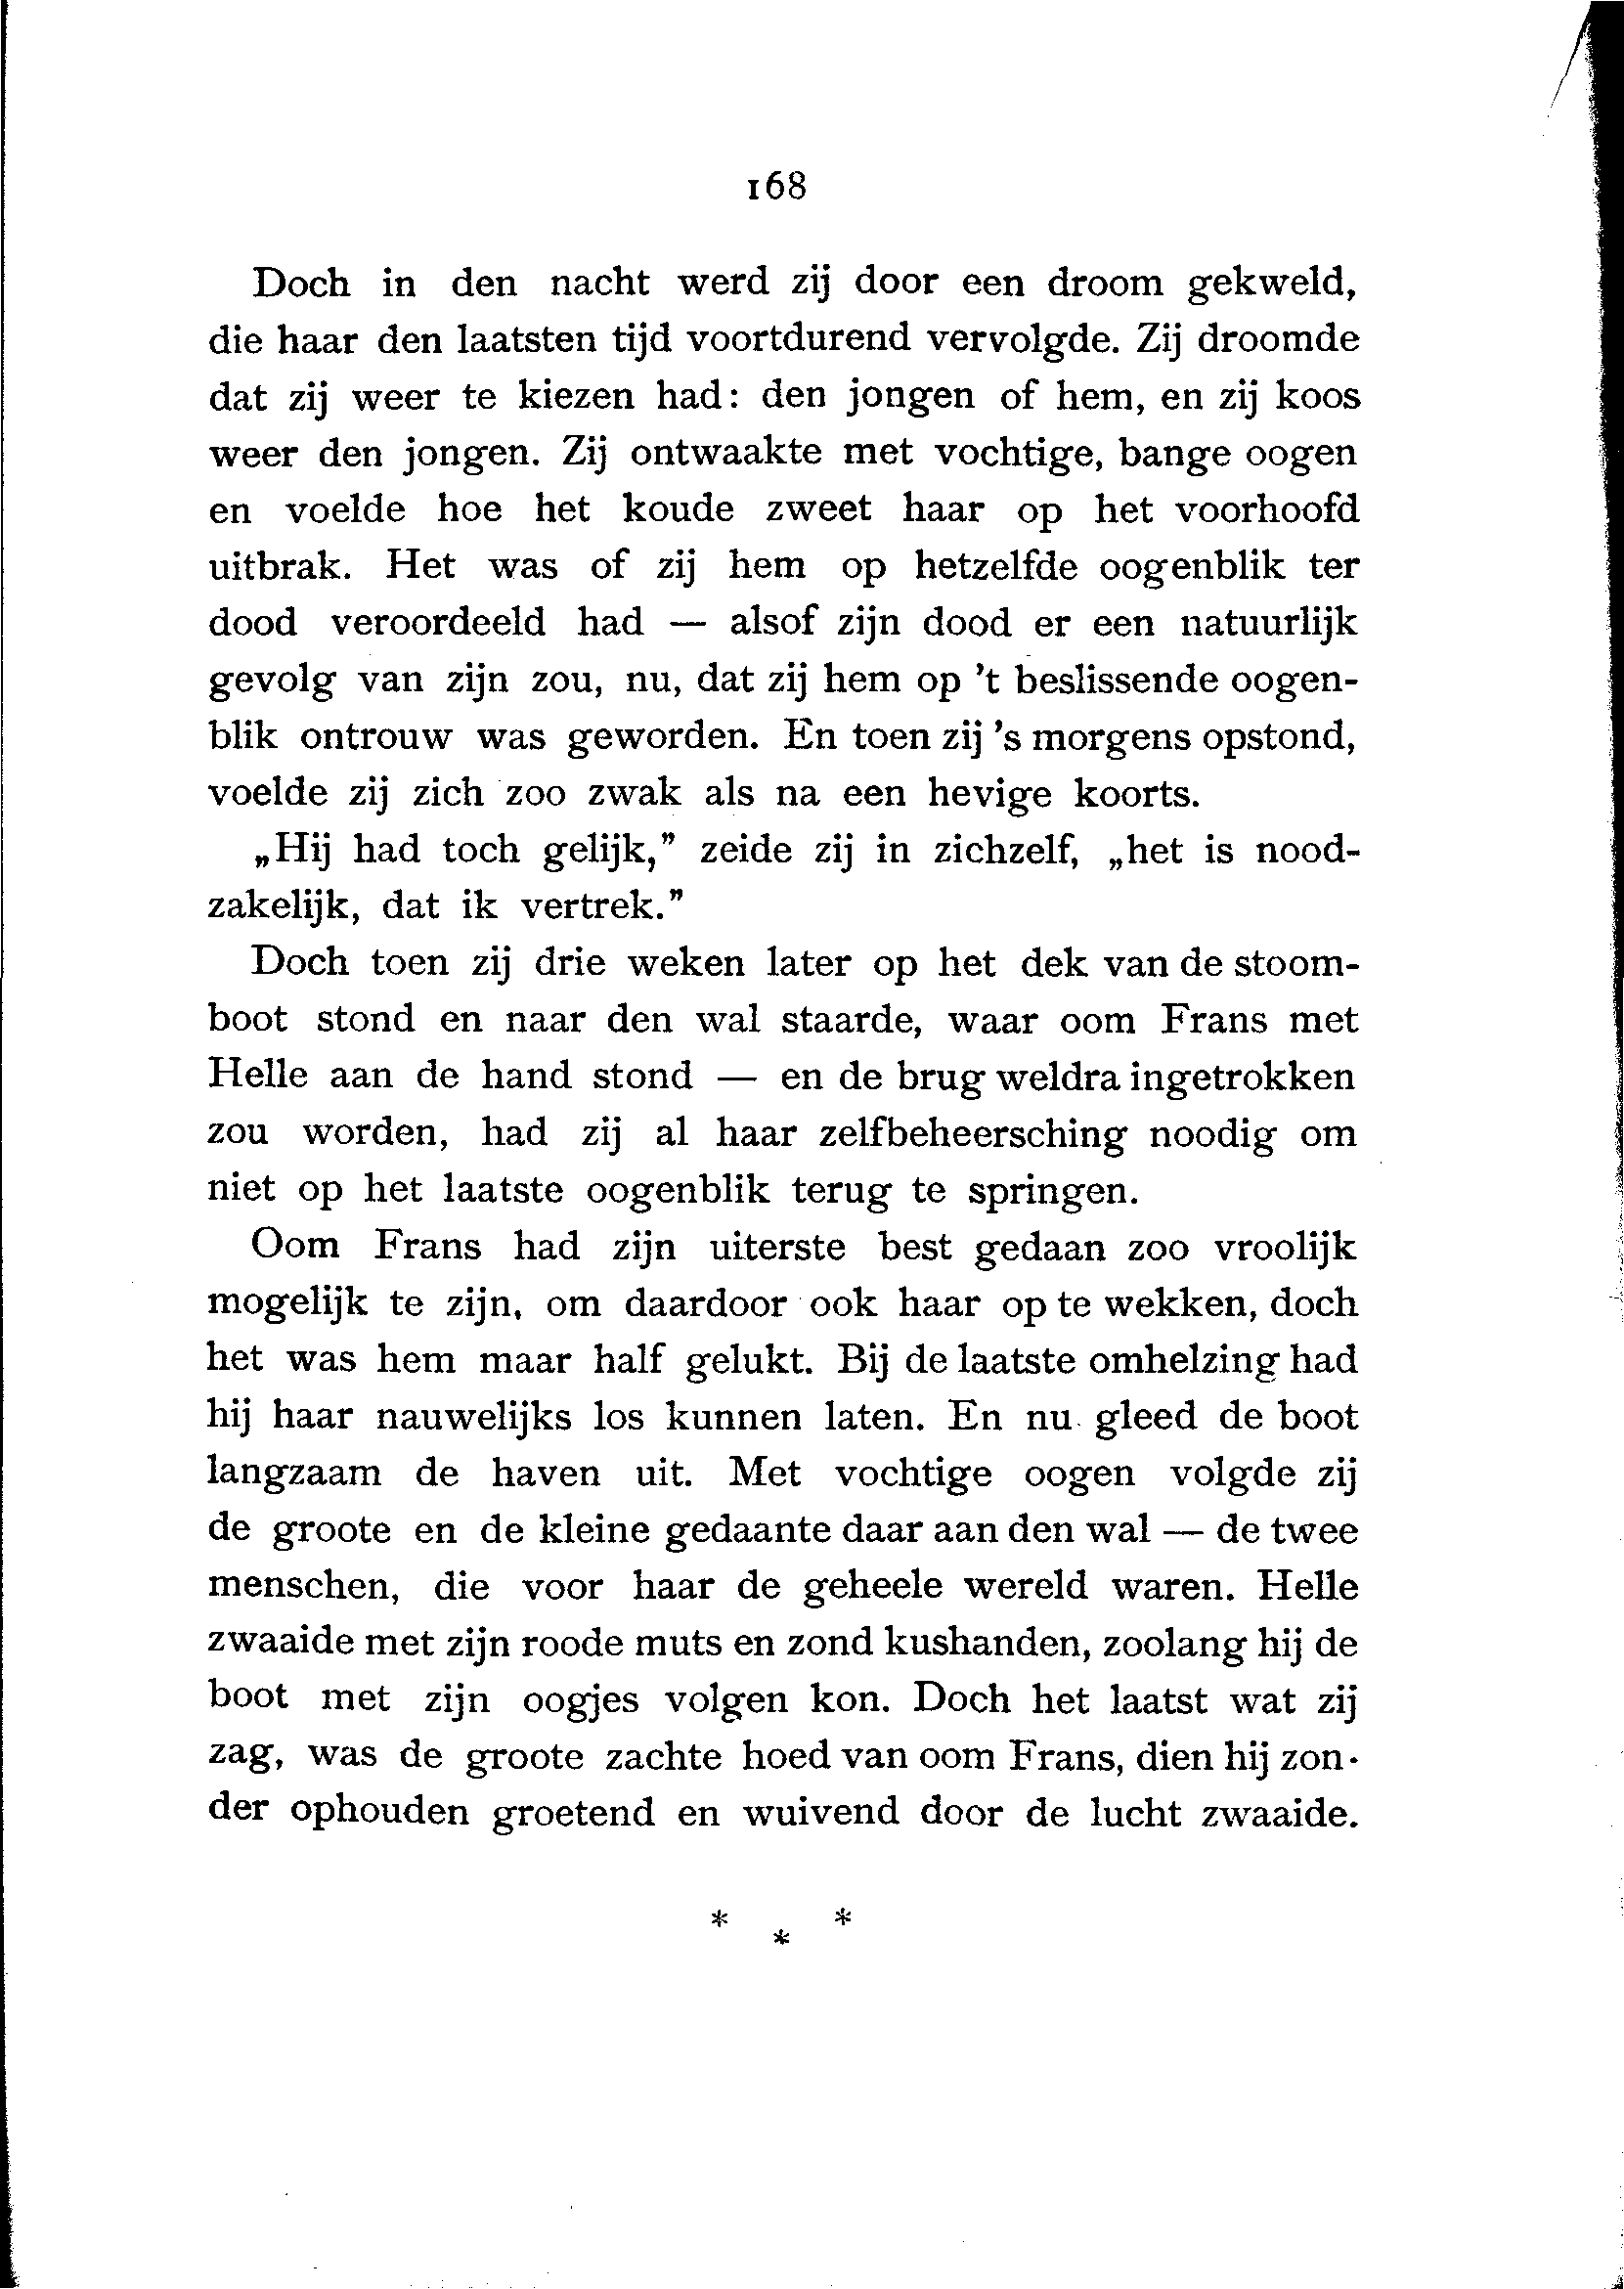 168
Doch in den nacht werd zij door een droom gekweld,
die haar den laatsten tijd voortdurend vervolgde. Zij droomde
dat zij weer te kiezen had: den jongen of hem, en zij koos
weer den jongen. Zij ontwaakte met vochtige, bange oogen
en voelde hoe het koude zweet haar op het voorhoofd
uitbrak. Het was of zij hem op hetzelfde oogenblik ter
dood veroordeeld had — alsof zijn dood er een natuurlijk
gevolg van zijn zou, nu, dat zij hem op 't beslissende oogen-
blik ontrouw was geworden. En toen zij 's morgens opstond,
voelde zij zich zoo zwak als na een hevige koorts.
„Hij had toch gelijk,” zeide zij in zichzelf, „het is nood-
zakelijk, dat ik vertrek.”
Doch toen zij drie weken later op het dek van de stoom-
boot stond en naar den wal staarde, waar oom Frans met
Helle aan de hand stond — en de brug weldra ingetrokken
zou worden, had zij al haar zelfbeheersching noodig om
niet op het laatste oogenblik terug te springen.
Oom Frans had zijn uiterste best gedaan zoo vroolijk
mogelijk te zijn, om daardoor ook haar op te wekken, doch
het was hem maar half gelukt. Bij de laatste omhelzing had
hij haar nauwelijks los kunnen laten. En nu gleed de boot
langzaam de haven uit. Met vochtige oogen volgde zij
de groote en de kleine gedaante daar aan den wal — de twee
menschen, die voor haar de geheele wereld waren. Helle
zwaaide met zijn roode muts en zond kushanden, zoolang hij de
boot met zijn oogjes volgen kon. Doch het laatst wat zij
zag, was de groote zachte hoed van oom Frans, dien hij zon-
der ophouden groetend en wuivend door de lucht zwaaide.
* * *